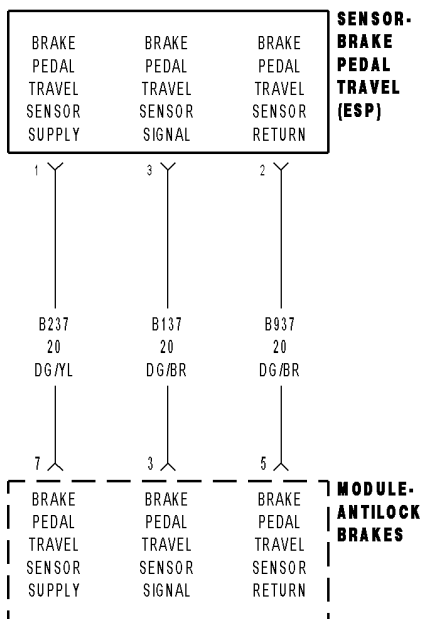 SENSOR-
BRAKE
PEDAL
TRAVEL
(ESP)
BRAKE
PEDAL
TRAVEL
SENSOR
SUPPLY
BRAKE
PEDAL
TRAVEL
SENSOR
SIGNAL
BRAKE
PEDAL
TRAVEL
SENSOR
RETURN
1
3
2
B237
20
DG/YL
B137
20
DG/BR
B937
20
DG/BR
7
3
5
MODULE-
ANTILOCK
BRAKES
BRAKE
PEDAL
TRAVEL
SENSOR
SUPPLY
BRAKE
PEDAL
TRAVEL
SENSOR
SIGNAL
BRAKE
PEDAL
TRAVEL
SENSOR
RETURN